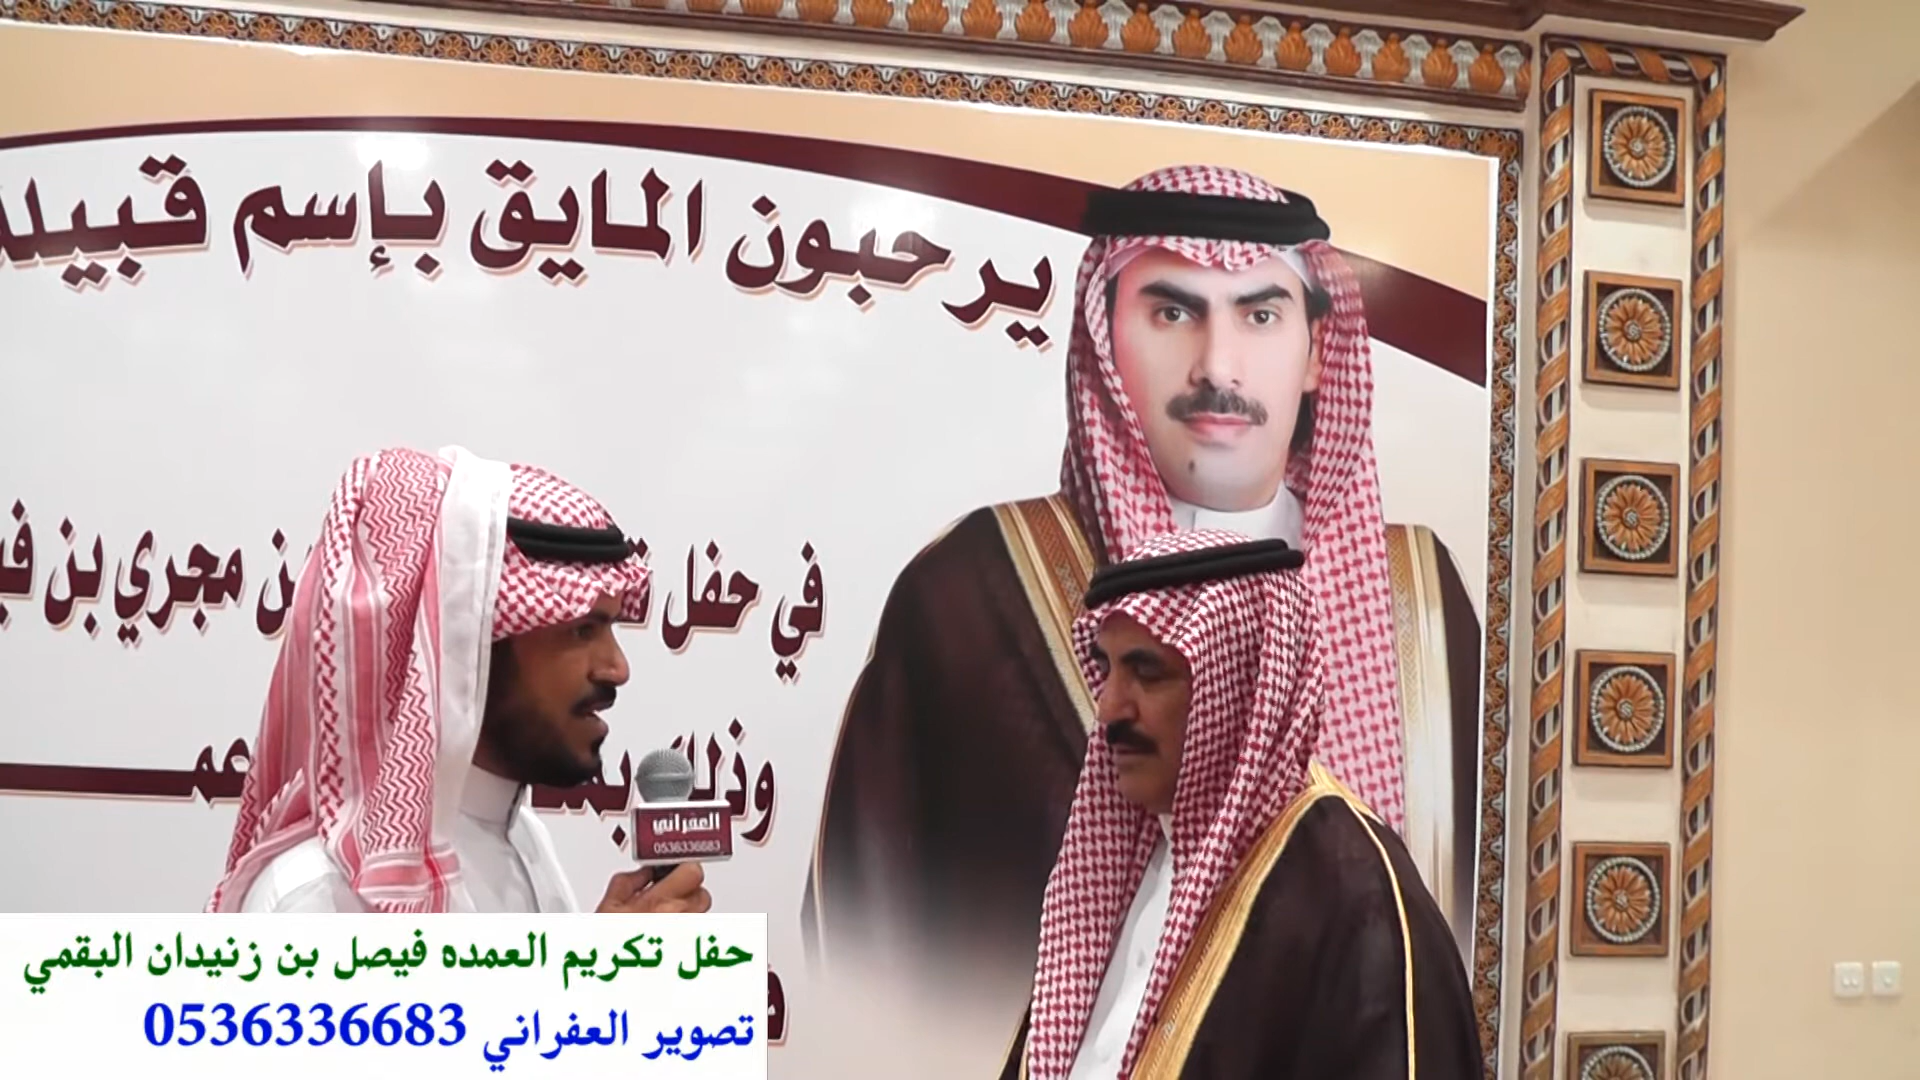 يرحبون المايق بإسم قبيلة
في حفل مجري بن
وذلك
العفراني
0536336683
حفل تكريم العمده فيصل بن زنيدان البقمي
تصوير العفراني 0536336683